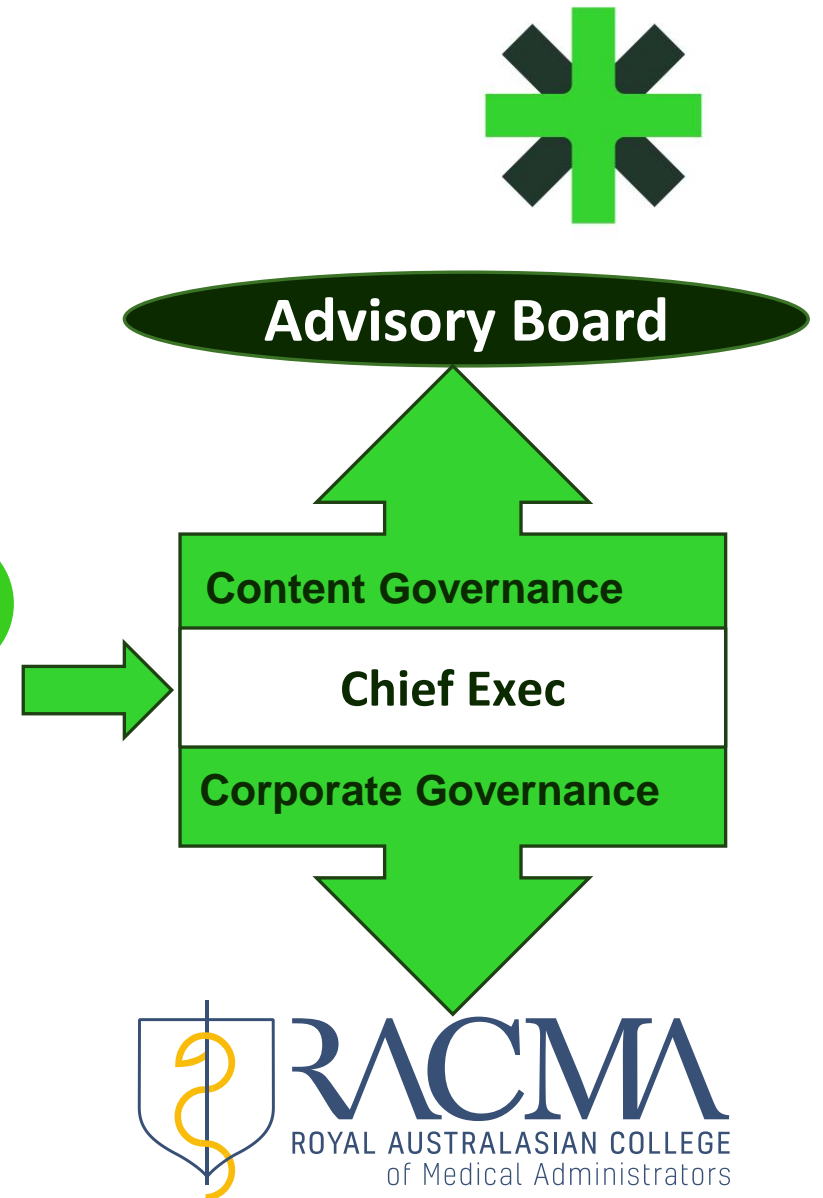 Advisory Board
Content Governance
Chief Exec
Corporate Governance
RACMA
ROYAL AUSTRALASIAN COLLEGE
of Medical Administrators